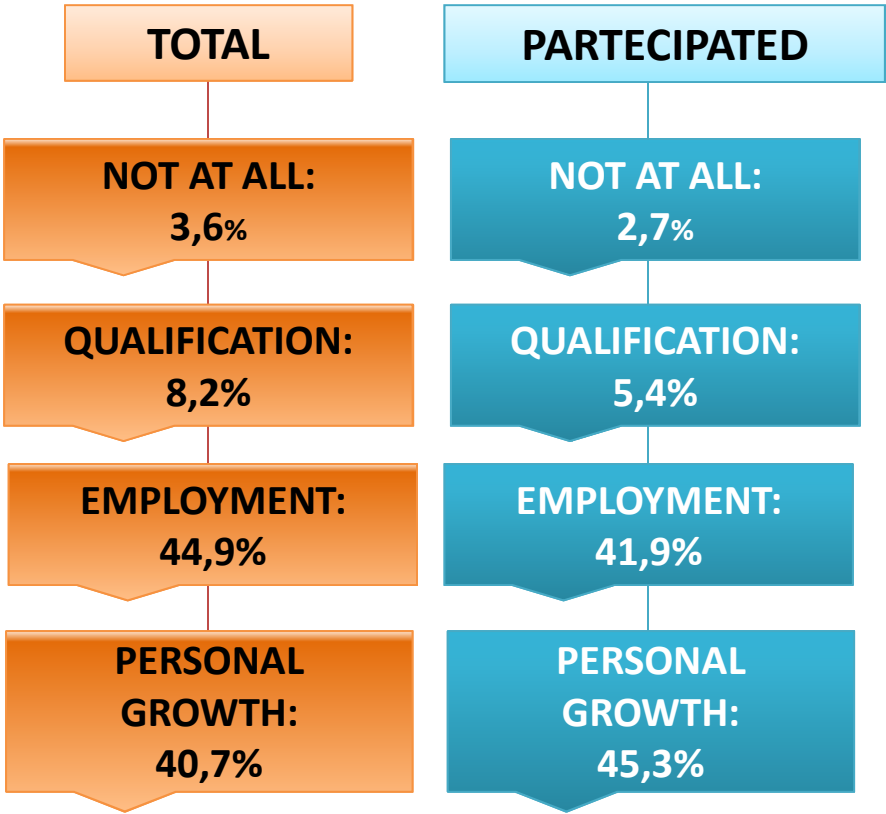 TOTAL
NOT AT ALL:
3,6%
QUALIFICATION:
8,2%
EMPLOYMENT:
44,9%
PERSONAL
GROWTH:
40,7%
PARTECIPATED
NOT AT ALL:
2,7%
QUALIFICATION:
5,4%
EMPLOYMENT:
41,9%
PERSONAL
GROWTH:
45,3%